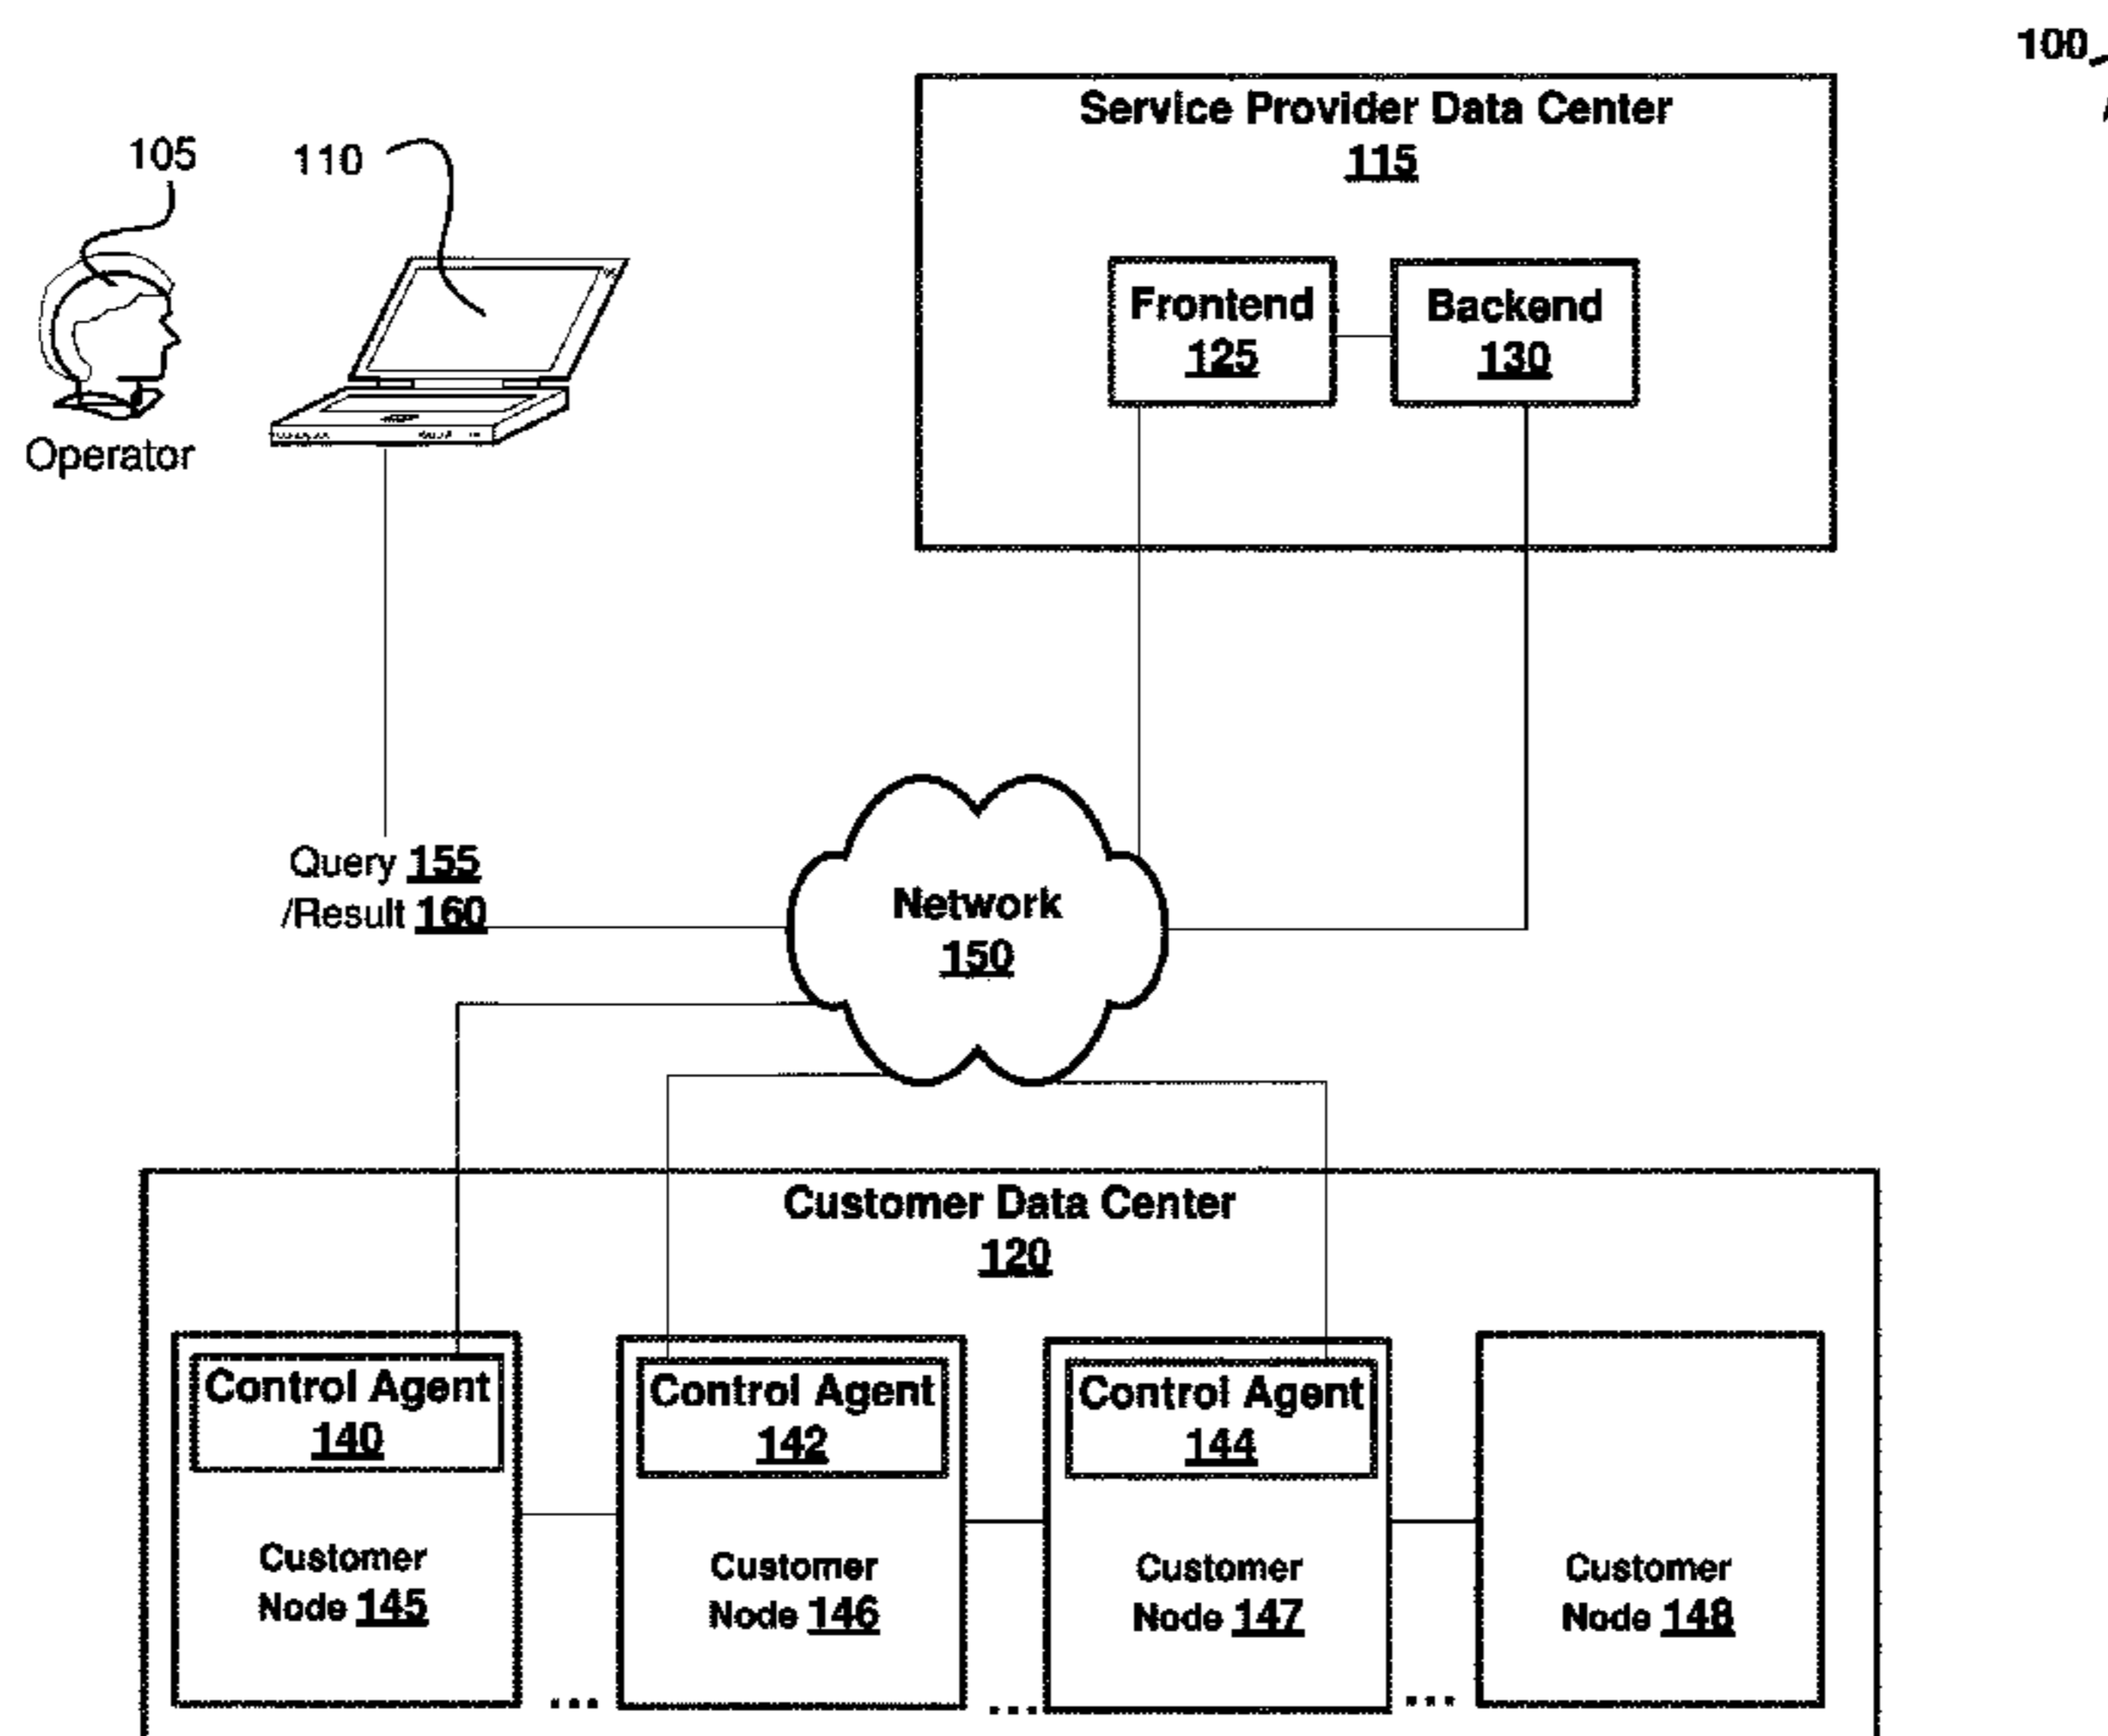 100
Service Provider Data Center
115
105
110
Frontend
125
Backend
130
Operator
Query 155
/Result 160
Network
150
Customer Data Center
120
Control Agent
140
Control Agent
142
Control Agent
144
Customer
Node 145
Customer
Node 146
Customer
Node 147
Customer
Node 148
...
...
...